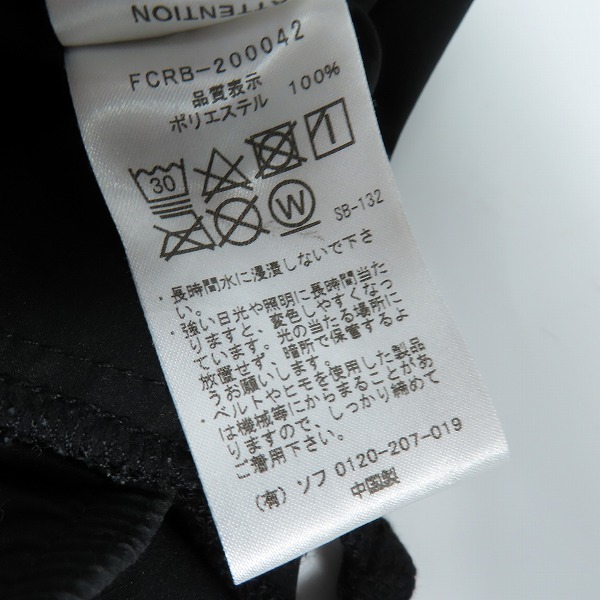 ATTENTION
FCRB-200042
品質表示
ポリエステル 100%
30
W
SB-132
・長時間水に浸漬しないで下さ
い。
・強い日光や照明に長時間当た
りますと、変色しやすくなっ
ています。光の当たる場所に
放置せず、暗所で保管するよ
うお願いします。
・ベルトやヒモを使用した製品
は機械等にからまることがあ
りますので、しっかり締めて
ご着用下さい。
(有) ソフ 0120-207-019
中国製